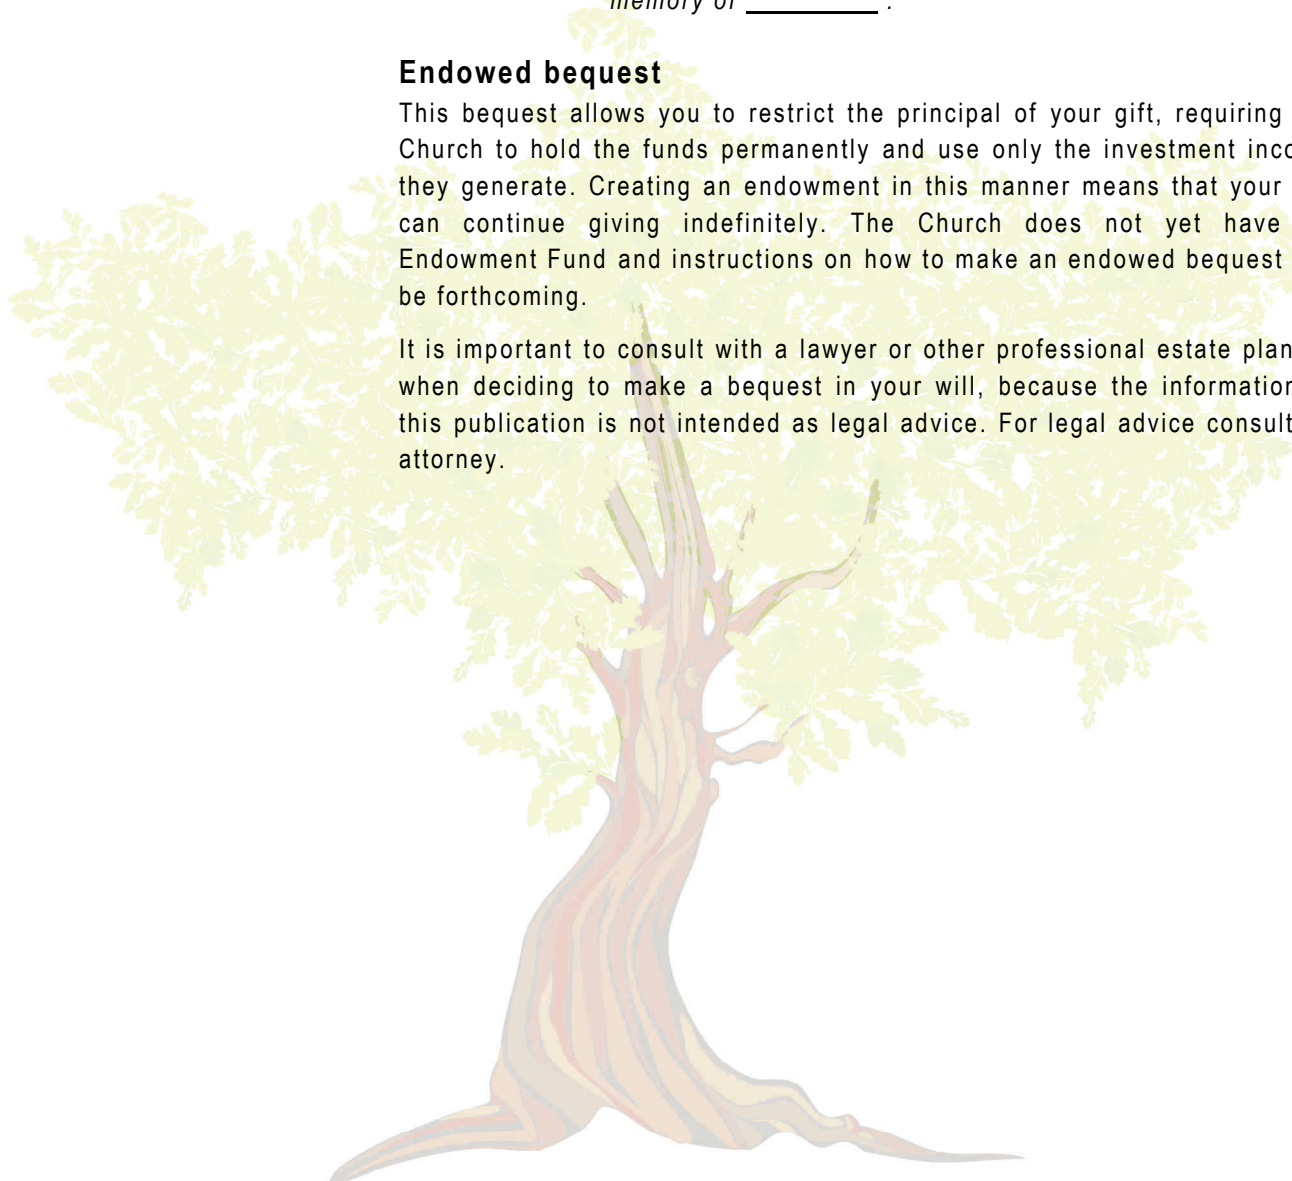 memory of __________ .
Endowed bequest
This bequest allows you to restrict the principal of your gift, requiring
Church to hold the funds permanently and use only the investment inco
they generate. Creating an endowment in this manner means that your
can continue giving indefinitely. The Church does not yet have
Endowment Fund and instructions on how to make an endowed bequest
be forthcoming.
It is important to consult with a lawyer or other professional estate plan
when deciding to make a bequest in your will, because the information
this publication is not intended as legal advice. For legal advice consult
attorney.